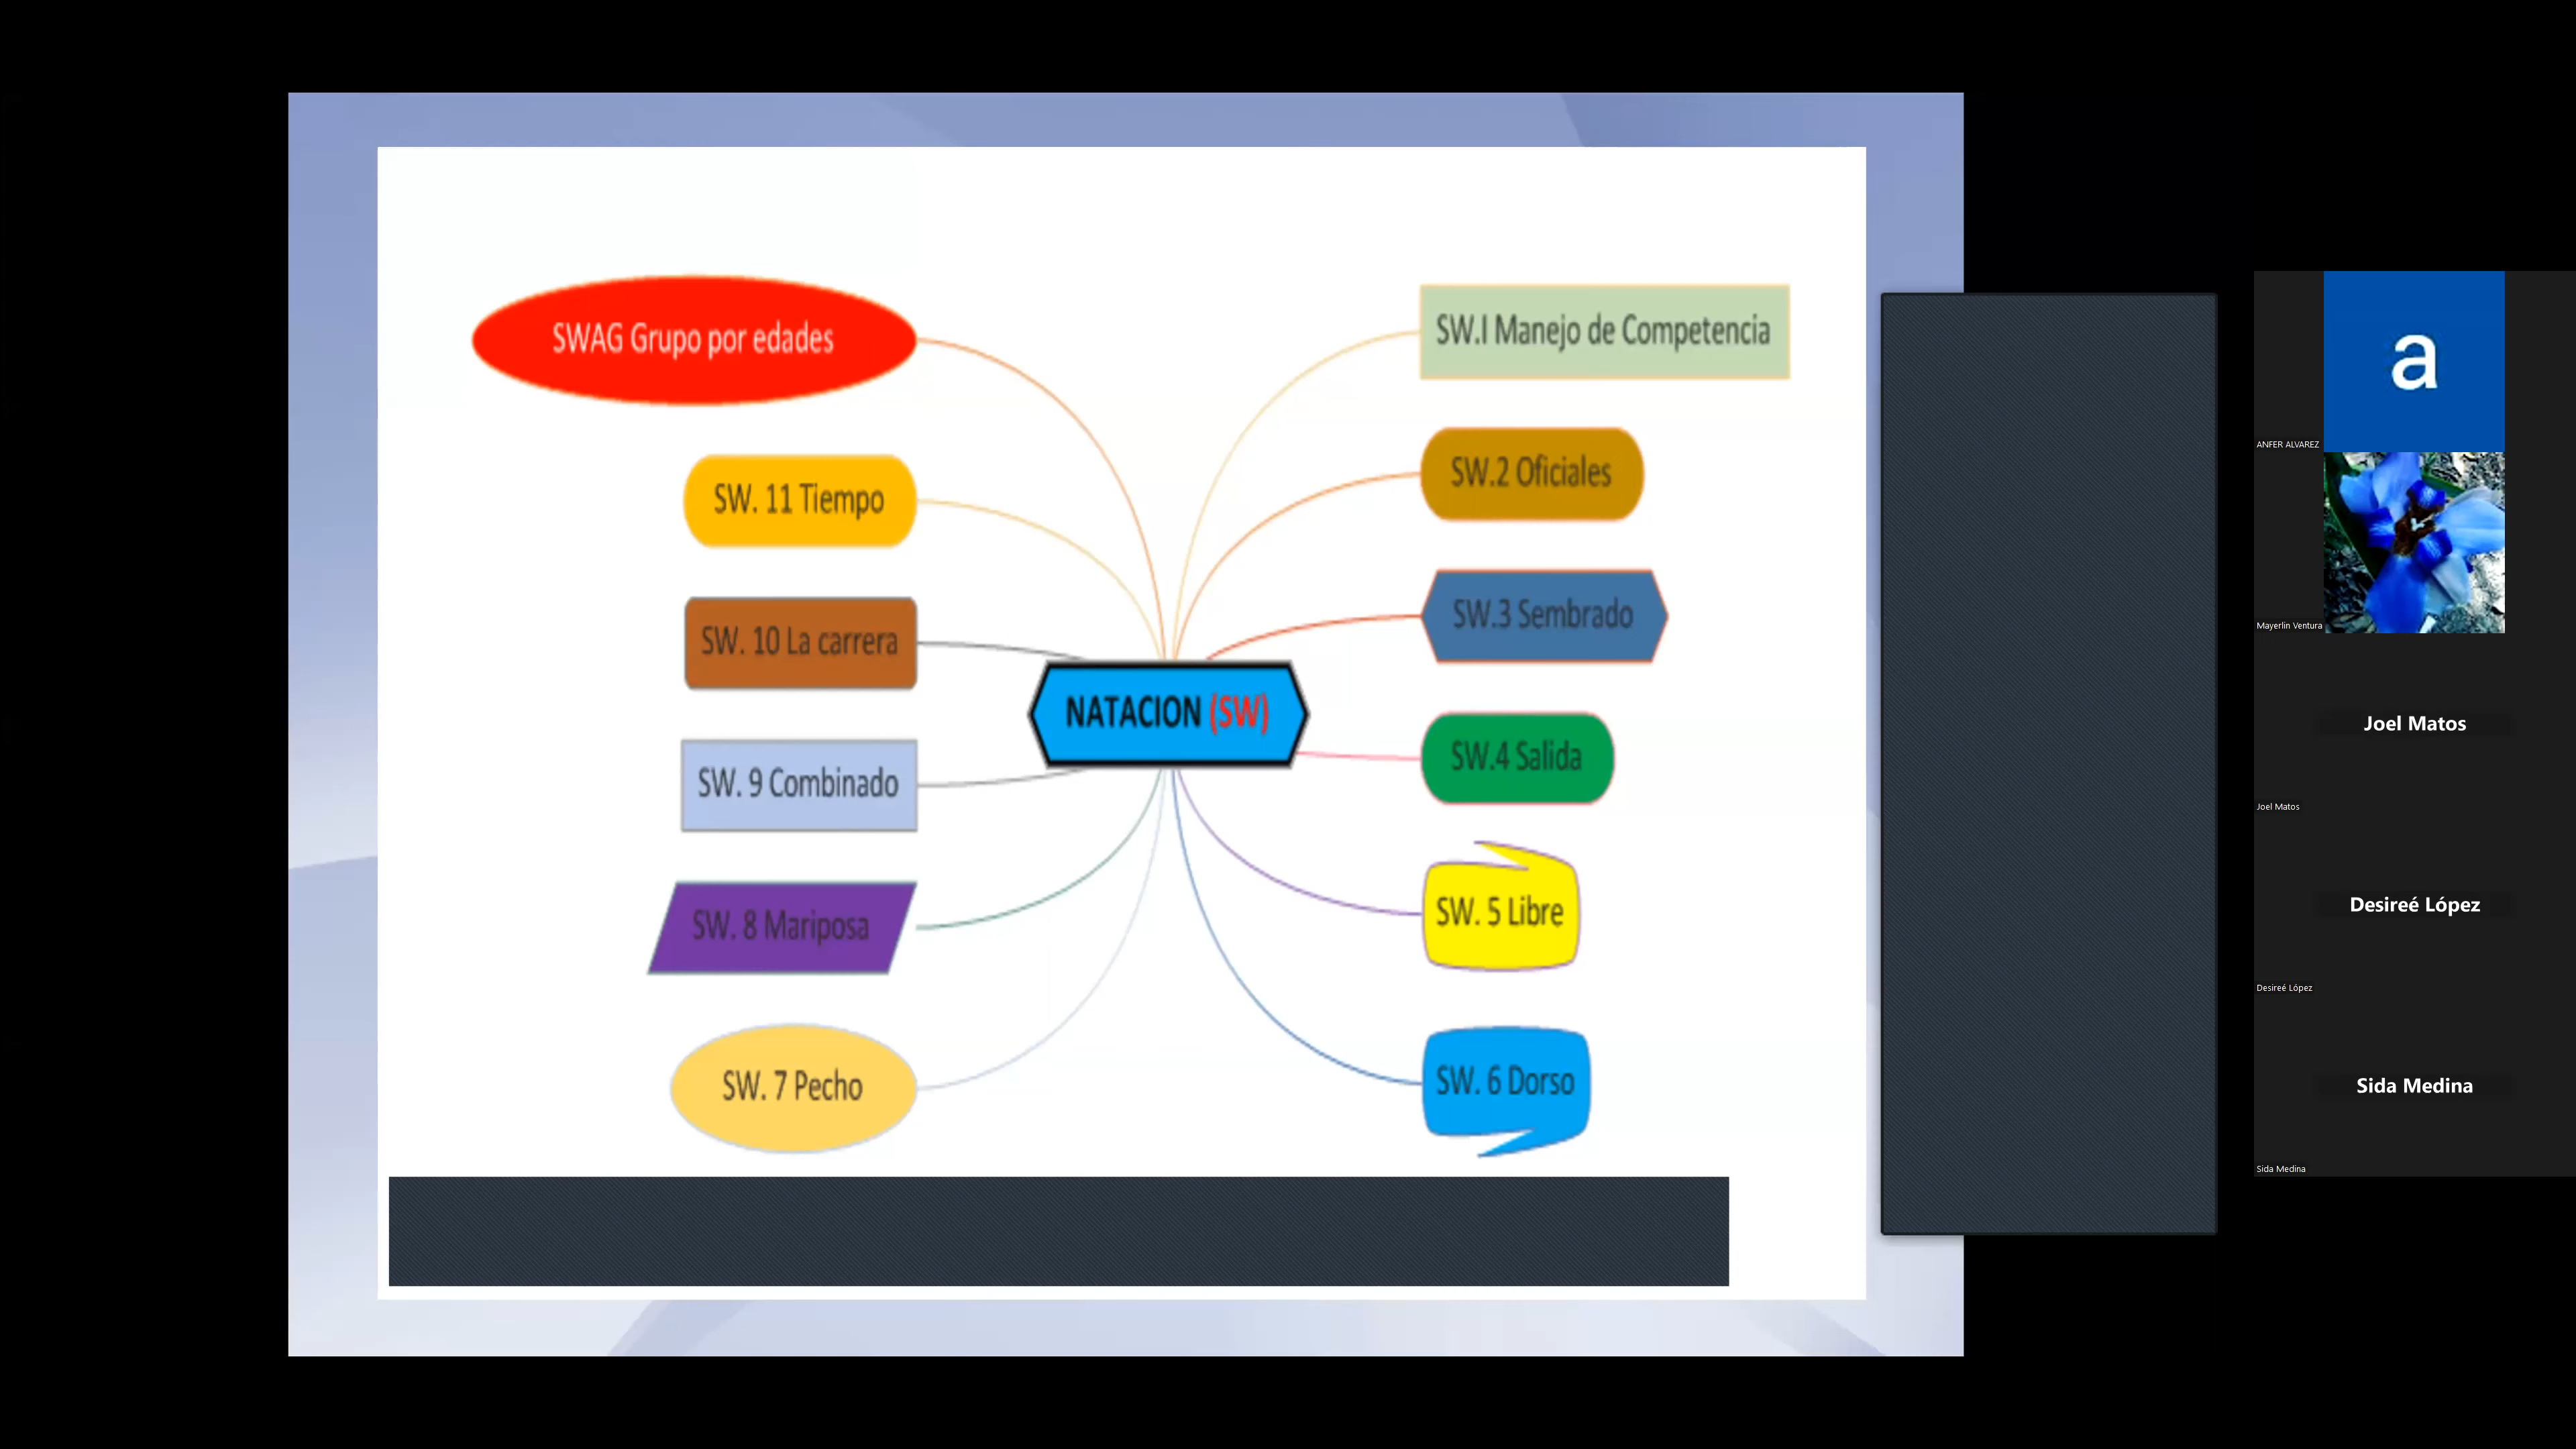 SWAG Grupo por edades
SW. 11 Tiempo
SW. 10 La carrera
SW. 9 Combinado
SW. 8 Mariposa
SW. 7 Pecho
NATACION (SW)
SW.I Manejo de Competencia
SW.2 Oficiales
SW.3 Sembrado
SW.4 Salida
SW. 5 Libre
SW. 6 Dorso
a
ANFER ALVAREZ
Mayerlin Ventura
Joel Matos
Joel Matos
Desireé López
Desireé López
Sida Medina
Sida Medina